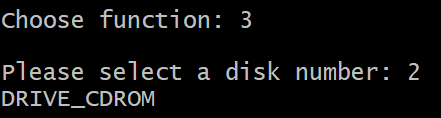 Choose function: 3
Please select a disk number: 2
DRIVE_CDROM